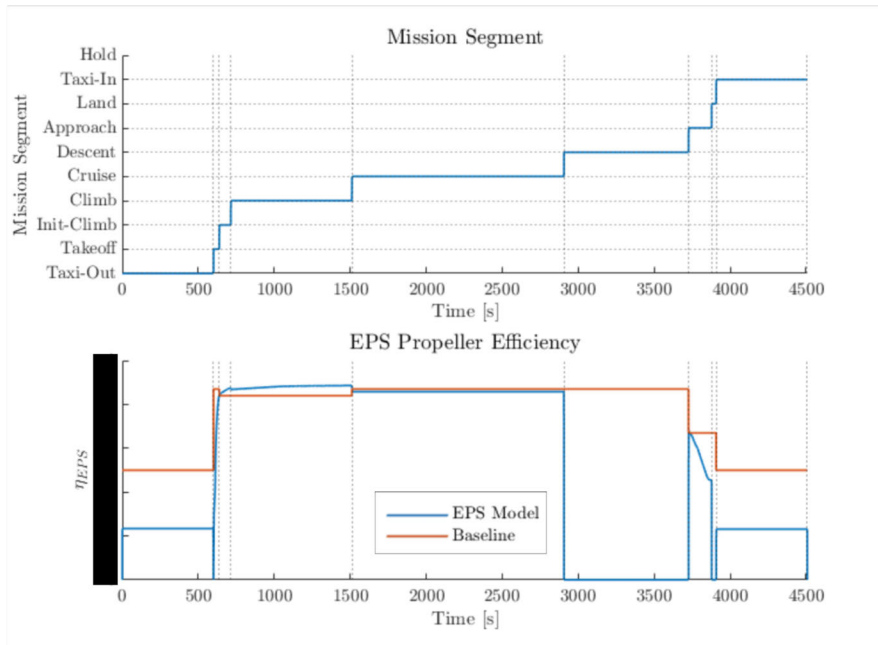 Mission Segment
Mission Segment
Hold
Taxi-In
Land
Approach
Descent
Cruise
Climb
Init-Climb
Takeoff
Taxi-Out
0 500 1000 1500 2000 2500 3000 3500 4000 4500
Time [s]
EPS Propeller Efficiency
ηEPS
EPS Model
Baseline
0 500 1000 1500 2000 2500 3000 3500 4000 4500
Time [s]